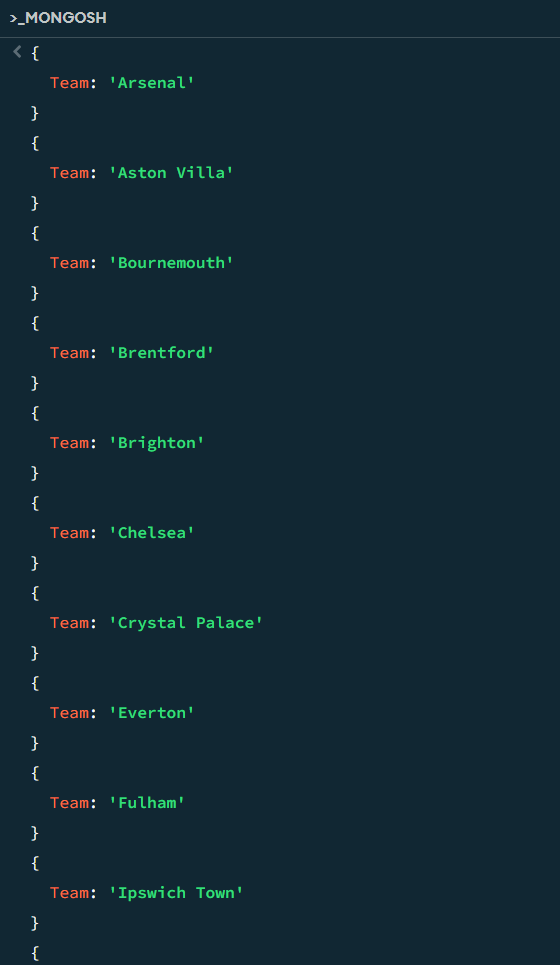 >_MONGOSH
< {
Team: 'Arsenal'
}
{
Team: 'Aston Villa'
}
{
Team: 'Bournemouth'
}
{
Team: 'Brentford'
}
{
Team: 'Brighton'
}
{
Team: 'Chelsea'
}
{
Team: 'Crystal Palace'
}
{
Team: 'Everton'
}
{
Team: 'Fulham'
}
{
Team: 'Ipswich Town'
}
{